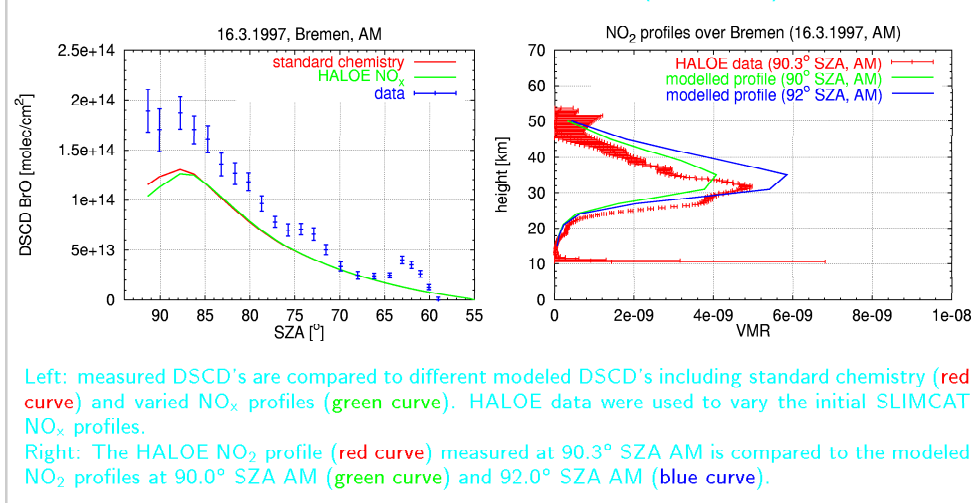 16.3.1997, Bremen, AM
standard chemistry
HALOE NOx
data
DSCD BrO [molec/cm²]
2.5e+14
2e+14
1.5e+14
1e+14
5e+13
0
90 85 80 75 70 65 60 55
SZA [°]
NO₂ profiles over Bremen (16.3.1997, AM)
HALOE data (90.3° SZA, AM)
modelled profile (90° SZA, AM)
modelled profile (92° SZA, AM)
height [km]
70
60
50
40
30
20
10
0
0 2e-09 4e-09 6e-09 8e-09 1e-08
VMR
Left: measured DSCD's are compared to different modeled DSCD's including standard chemistry (red
curve) and varied NOₓ profiles (green curve). HALOE data were used to vary the initial SLIMCAT
NOₓ profiles.
Right: The HALOE NO₂ profile (red curve) measured at 90.3° SZA AM is compared to the modeled
NO₂ profiles at 90.0° SZA AM (green curve) and 92.0° SZA AM (blue curve).